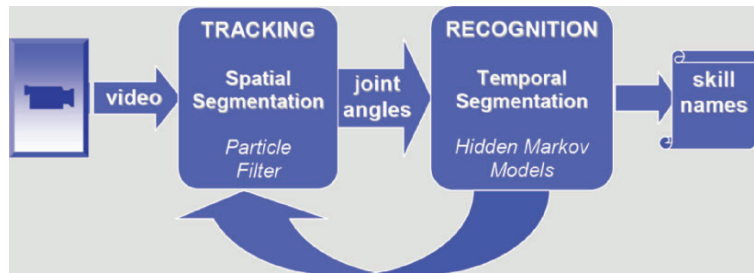 video
TRACKING
Spatial
Segmentation
Particle
Filter
joint
angles
RECOGNITION
Temporal
Segmentation
Hidden Markov
Models
skill
names